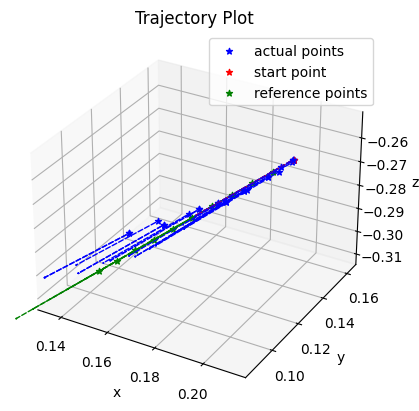 Trajectory Plot
actual points
start point
reference points
−0.26
−0.27
−0.28
−0.29
−0.30
−0.31
z
0.16
0.14
0.12
0.10
y
0.14
0.16
0.18
0.20
x